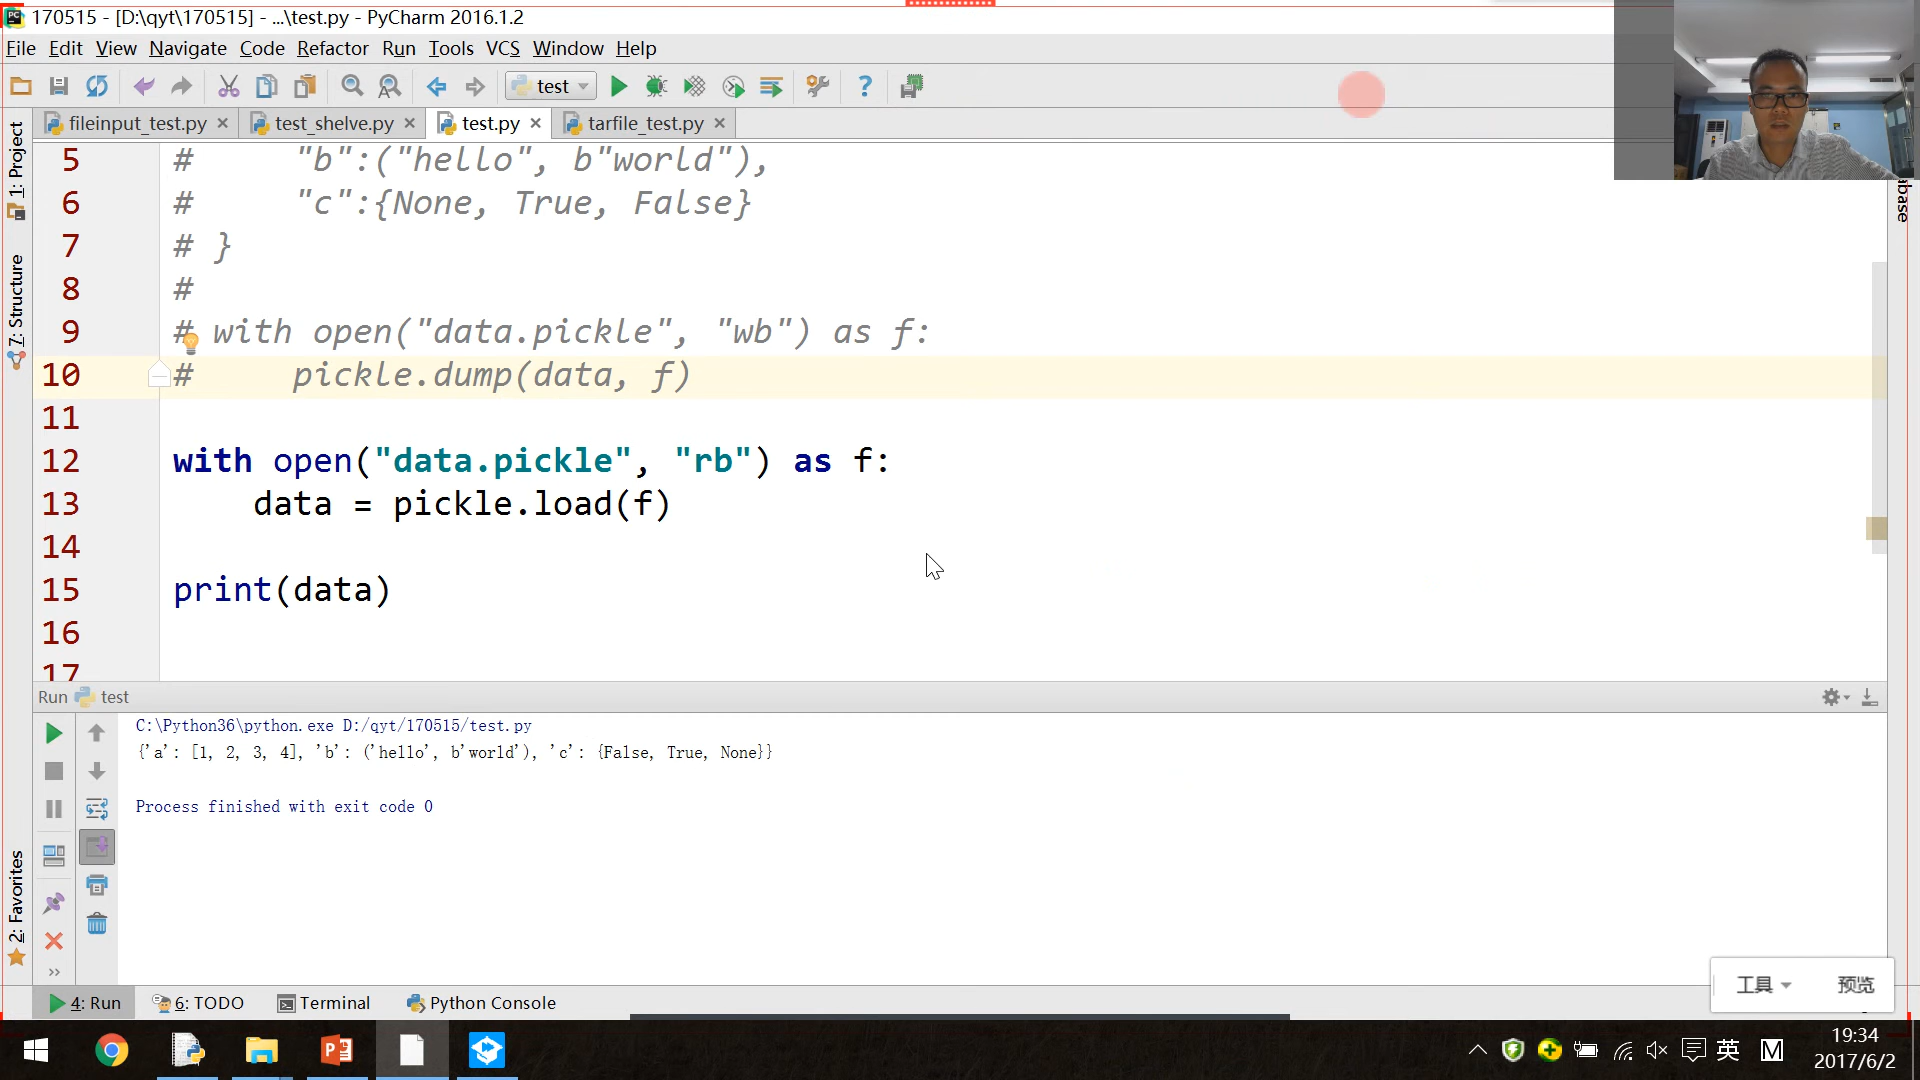 170515 - [D:\qyt\170515] - ...\test.py - PyCharm 2016.1.2
File Edit View Navigate Code Refactor Run Tools VCS Window Help
test
fileinput_test.py test_shelve.py test.py tarfile_test.py
1: Project
7: Structure
2: Favorites
5 # "b":("hello", b"world"),
6 # "c":{None, True, False}
7 # }
8 #
9 # with open("data.pickle", "wb") as f:
10 # pickle.dump(data, f)
11
12 with open("data.pickle", "rb") as f:
13 data = pickle.load(f)
14
15 print(data)
16
17
Run test
C:\Python36\python.exe D:/qyt/170515/test.py
{'a': [1, 2, 3, 4], 'b': ('hello', b'world'), 'c': {False, True, None}}
Process finished with exit code 0
工具 预览
4: Run 6: TODO Terminal Python Console
英 M
19:34
2017/6/2